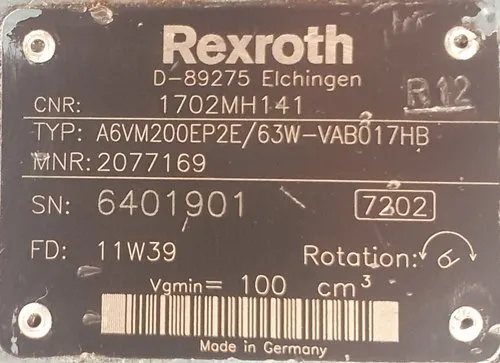 Rexroth
D-89275 Elchingen
CNR: 1702MH141 R12
TYP: A6VM200EP2E/63W-VAB017HB
MNR: 2077169
SN: 6401901 7202
FD: 11W39 Rotation:
Vgmin= 100 cm³
Made in Germany